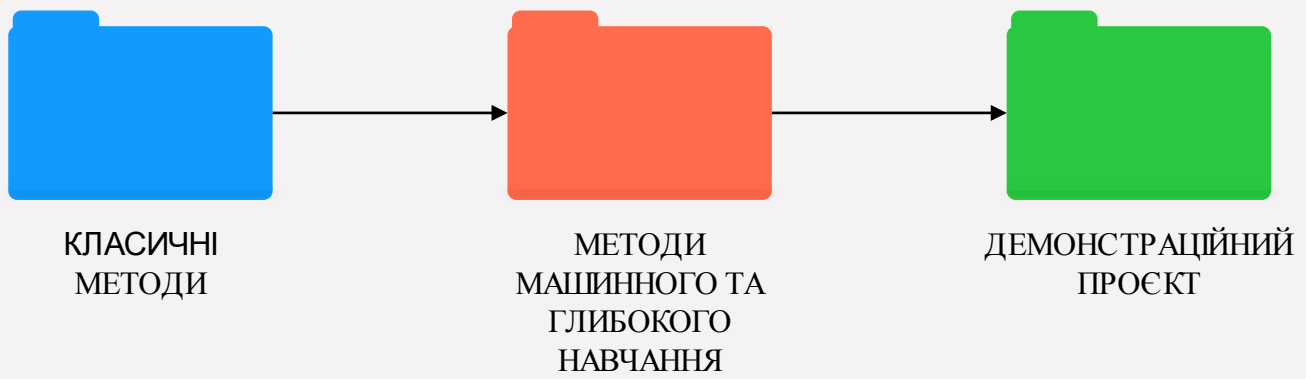 КЛАСИЧНІ
МЕТОДИ
МЕТОДИ
МАШИННОГО ТА
ГЛИБОКОГО
НАВЧАННЯ
ДЕМОНСТРАЦІЙНИЙ
ПРОЄКТ